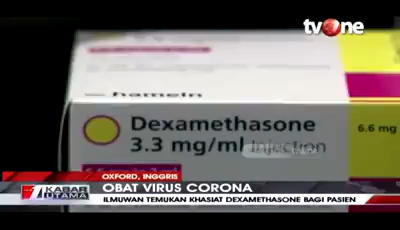 tvOne
hameln
Dexamethasone
3.3 mg/ml Injection
6.6 mg
OXFORD, INGGRIS
KABAR UTAMA
OBAT VIRUS CORONA
ILMUWAN TEMUKAN KHASIAT DEXAMETHASONE BAGI PASIEN